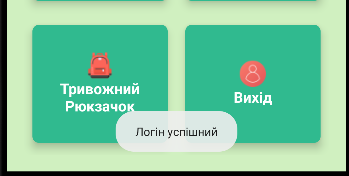 Тривожний
Рюкзачок
Вихід
Логін успішний